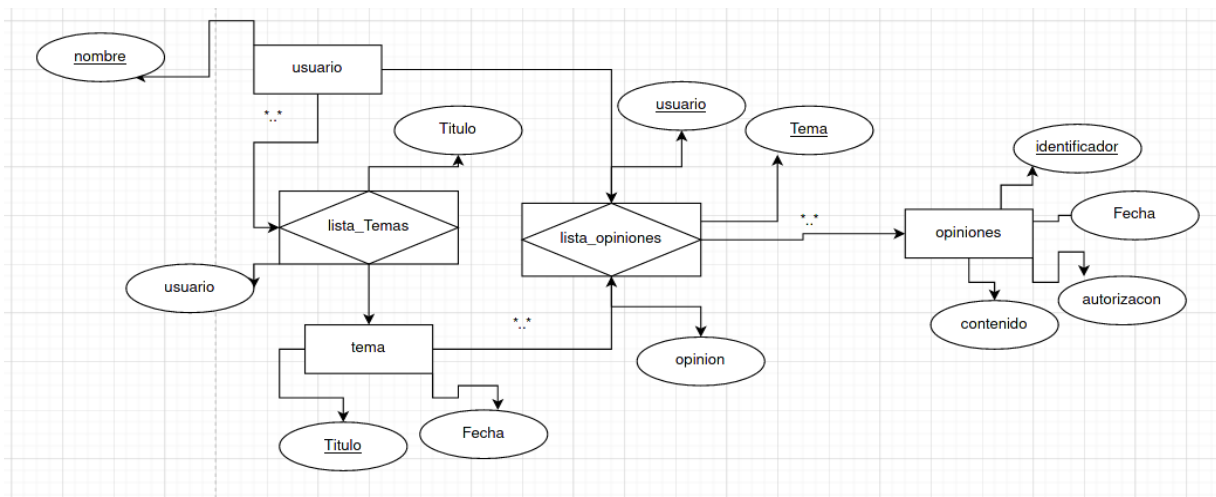 nombre
usuario
*..*
Titulo
usuario
Tema
identificador
lista_Temas
lista_opiniones
*..*
opiniones
Fecha
usuario
autorizacon
contenido
tema
*..*
opinion
Titulo
Fecha